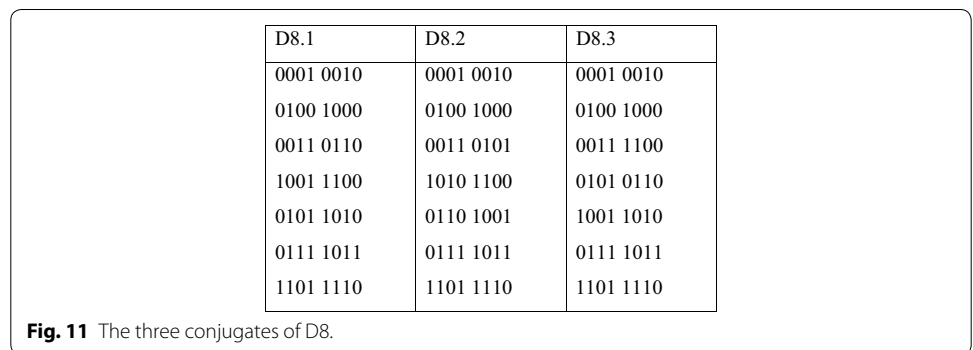 D8.1 D8.2 D8.3
0001 0010 0001 0010 0001 0010
0100 1000 0100 1000 0100 1000
0011 0110 0011 0101 0011 1100
1001 1100 1010 1100 0101 0110
0101 1010 0110 1001 1001 1010
0111 1011 0111 1011 0111 1011
1101 1110 1101 1110 1101 1110
Fig. 11 The three conjugates of D8.